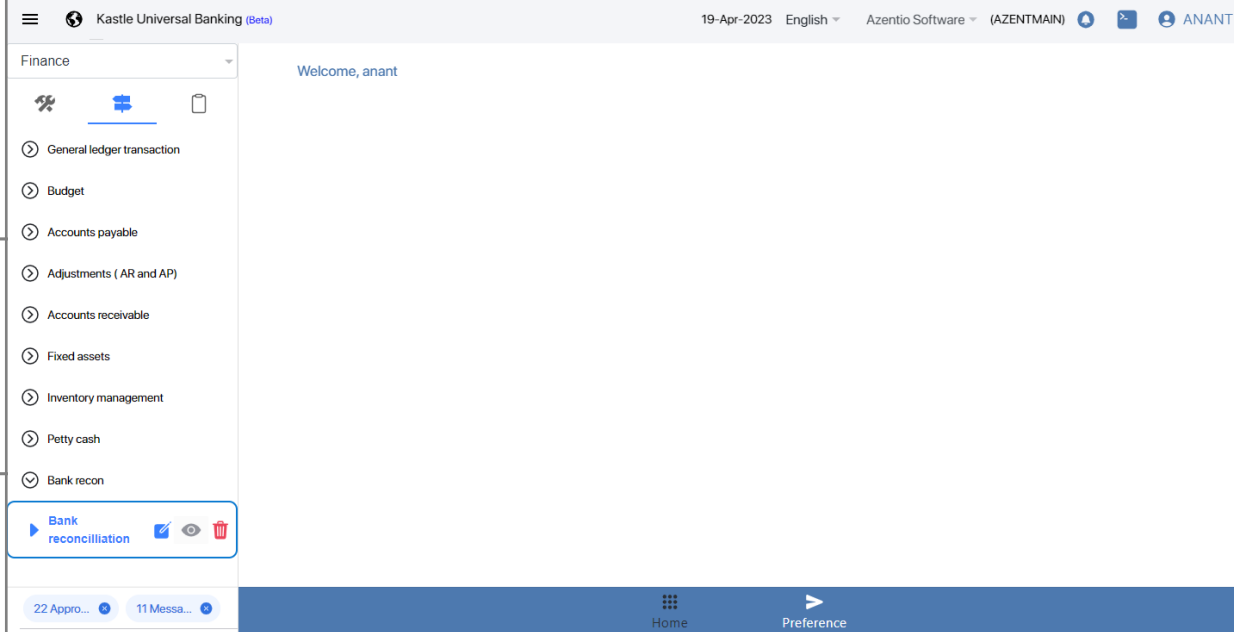 Kastle Universal Banking (Beta)
19-Apr-2023 English Azentio Software (AZENTMAIN) ANANT
Finance
Welcome, anant
General ledger transaction
Budget
Accounts payable
Adjustments ( AR and AP)
Accounts receivable
Fixed assets
Inventory management
Petty cash
Bank recon
Bank
reconcilliation
22 Appro... 11 Messa...
Home
Preference